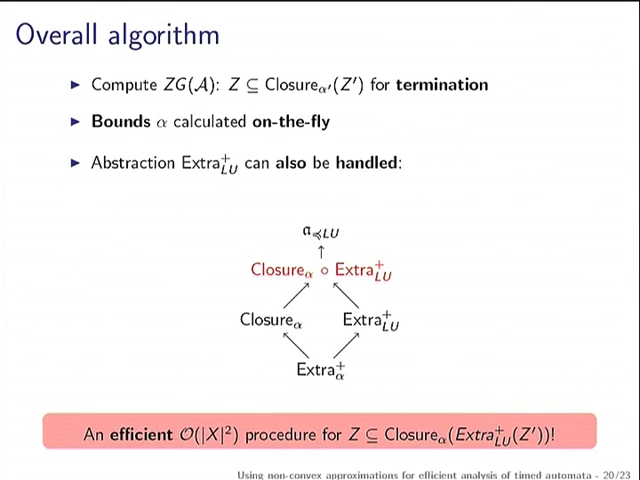 Overall algorithm
▶ Compute ZG(𝒜): Z ⊆ Closure_α′(Z′) for termination
▶ Bounds α calculated on-the-fly
▶ Abstraction Extra⁺_LU can also be handled:
𝔞_≼LU
↑
Closure_α ∘ Extra⁺_LU
Closure_α Extra⁺_LU
Extra⁺_α
An efficient 𝒪(|X|²) procedure for Z ⊆ Closure_α(Extra⁺_LU(Z′))!
Using non-convex approximations for efficient analysis of timed automata - 20/23